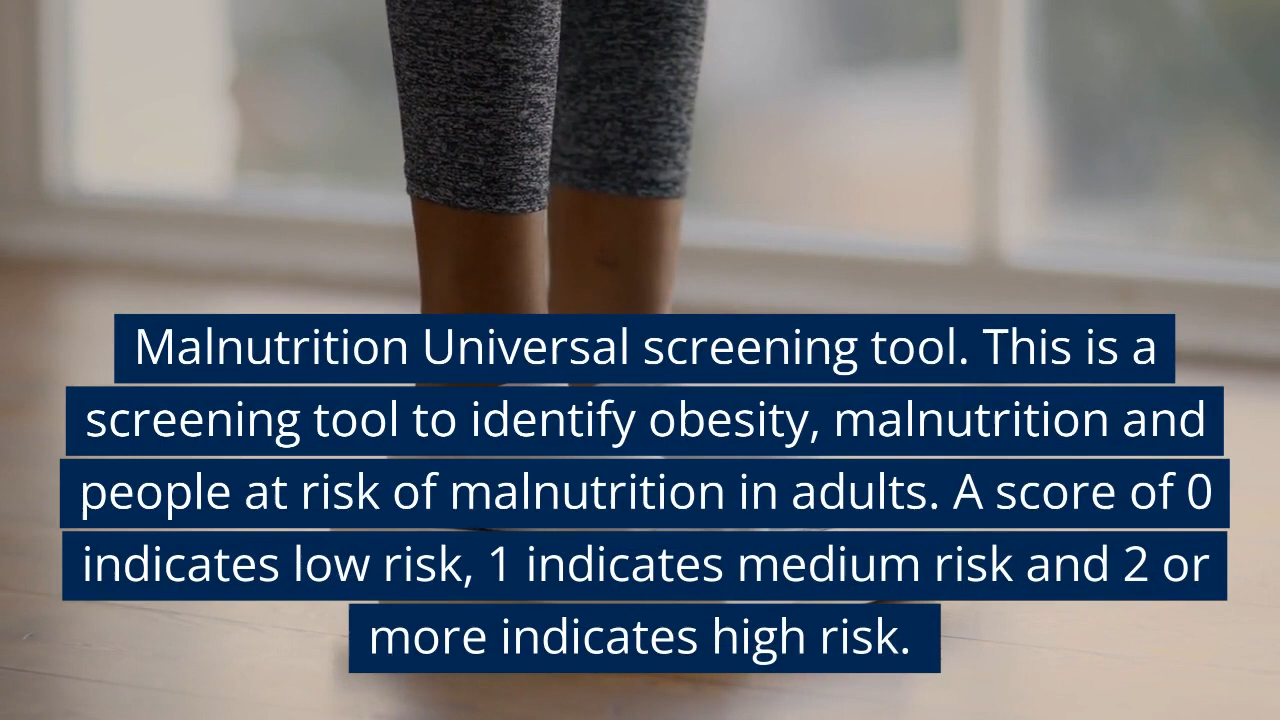 Malnutrition Universal screening tool. This is a
screening tool to identify obesity, malnutrition and
people at risk of malnutrition in adults. A score of 0
indicates low risk, 1 indicates medium risk and 2 or
more indicates high risk.